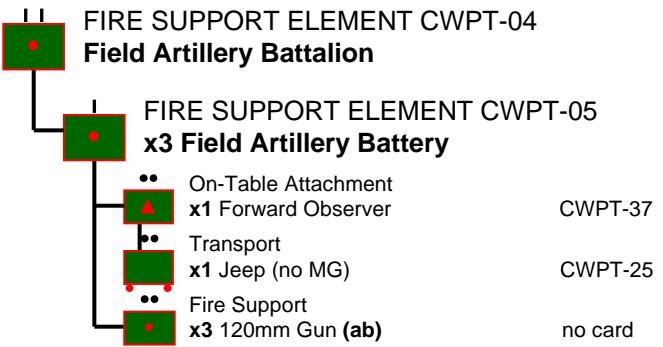 FIRE SUPPORT ELEMENT CWPT-04
Field Artillery Battalion
FIRE SUPPORT ELEMENT CWPT-05
x3 Field Artillery Battery
On-Table Attachment
x1 Forward Observer CWPT-37
Transport
x1 Jeep (no MG) CWPT-25
Fire Support
x3 120mm Gun (ab) no card